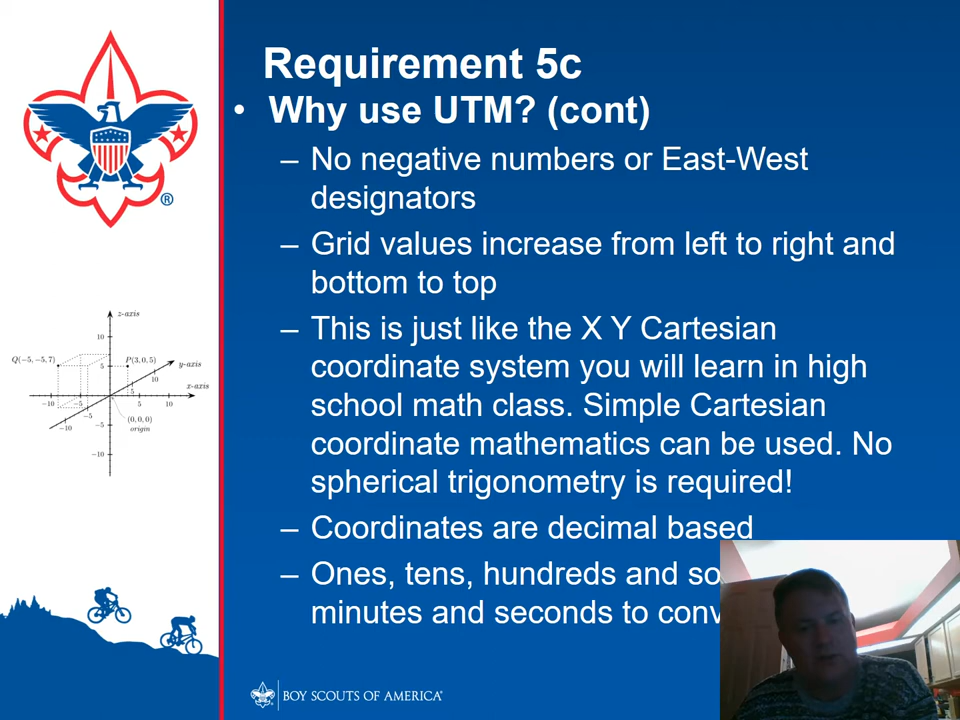 Requirement 5c
• Why use UTM? (cont)
– No negative numbers or East-West
designators
– Grid values increase from left to right and
bottom to top
– This is just like the X Y Cartesian
coordinate system you will learn in high
school math class. Simple Cartesian
coordinate mathematics can be used. No
spherical trigonometry is required!
– Coordinates are decimal based
– Ones, tens, hundreds and so
minutes and seconds to conv
®
z-axis
10
Q(−5, −5, 7)
P(3, 0, 5)
5
y-axis
10
x-axis
5
−10
−5
5
10
−5
(0, 0, 0)
origin
−5
−10
−10
BOY SCOUTS OF AMERICA®